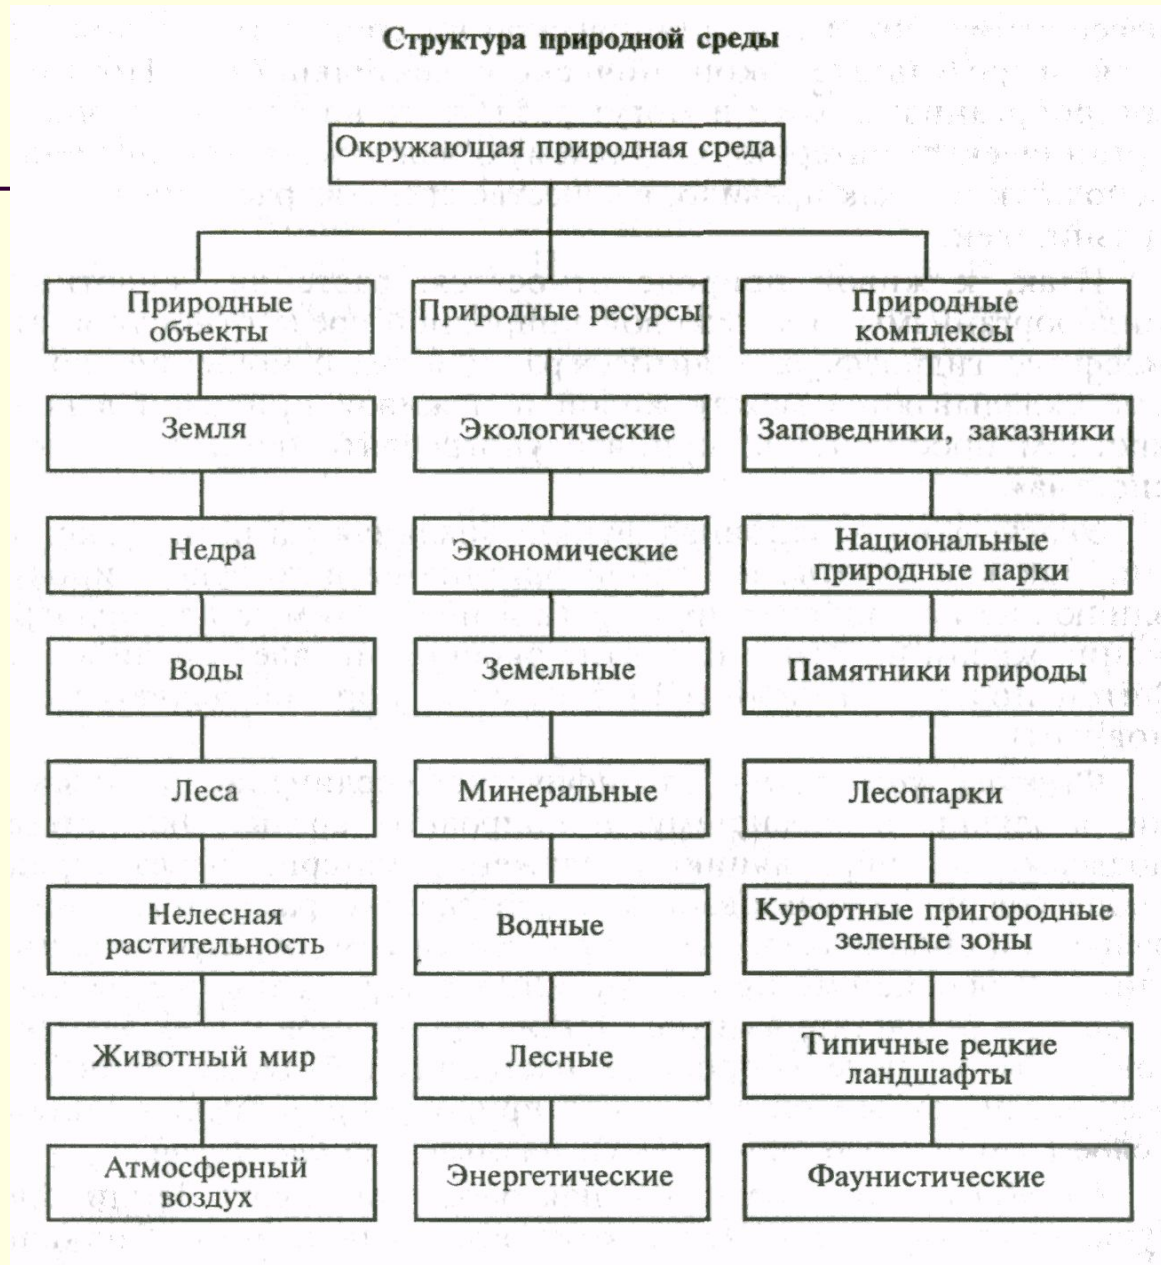 Структура природной среды
Окружающая природная среда
Природные
объекты
Земля
Недра
Воды
Леса
Нелесная
растительность
Животный мир
Атмосферный
воздух
Природные ресурсы
Экологические
Экономические
Земельные
Минеральные
Водные
Лесные
Энергетические
Природные
комплексы
Заповедники, заказники
Национальные
природные парки
Памятники природы
Лесопарки
Курортные пригородные
зеленые зоны
Типичные редкие
ландшафты
Фаунистические